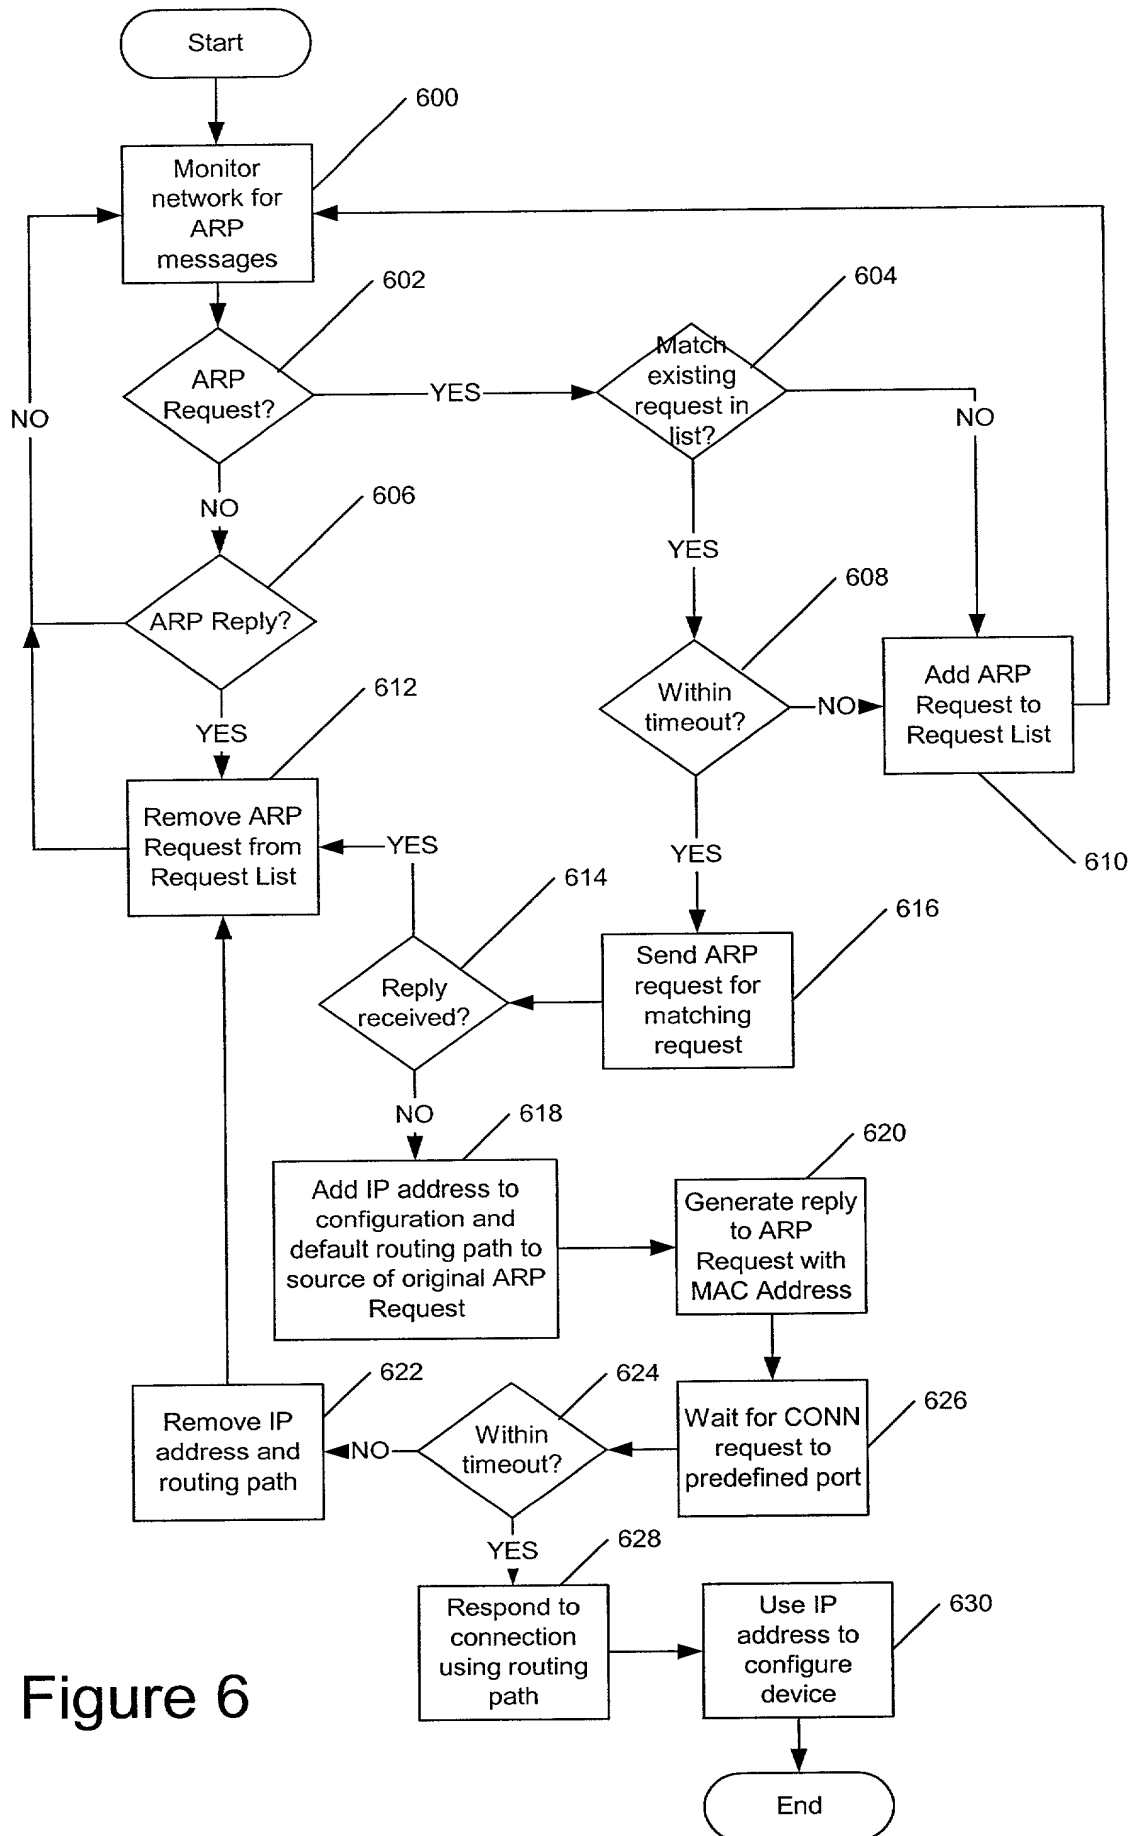 Start
600
Monitor
network for
ARP
messages
602
604
ARP
Request?
YES
Match
existing
request in
list?
NO
NO
NO
606
YES
608
ARP Reply?
612
YES
Within
timeout?
NO
Add ARP
Request to
Request List
610
Remove ARP
Request from
Request List
YES
YES
614
616
Reply
received?
Send ARP
request for
matching
request
NO
618
620
Add IP address to
configuration and
default routing path to
source of original ARP
Request
Generate reply
to ARP
Request with
MAC Address
622
624
626
Remove IP
address and
routing path
NO
Within
timeout?
Wait for CONN
request to
predefined port
YES
628
630
Respond to
connection
using routing
path
Use IP
address to
configure
device
Figure 6
End